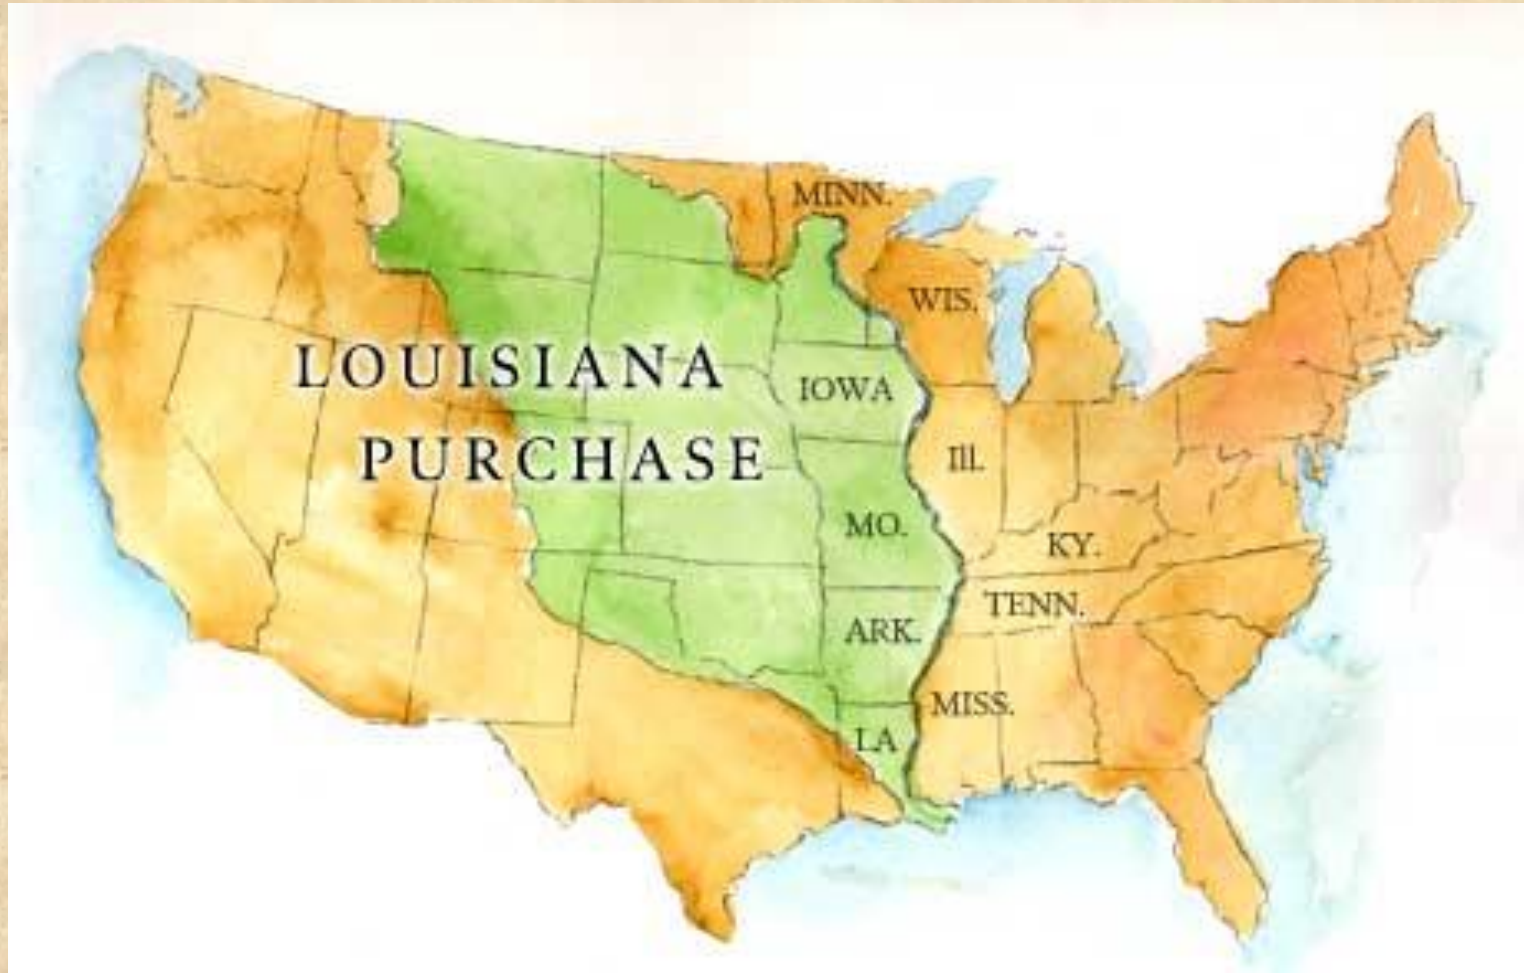 MINN.
WIS.
LOUISIANA
IOWA
PURCHASE
Ill.
MO.
KY.
TENN.
ARK.
MISS.
LA